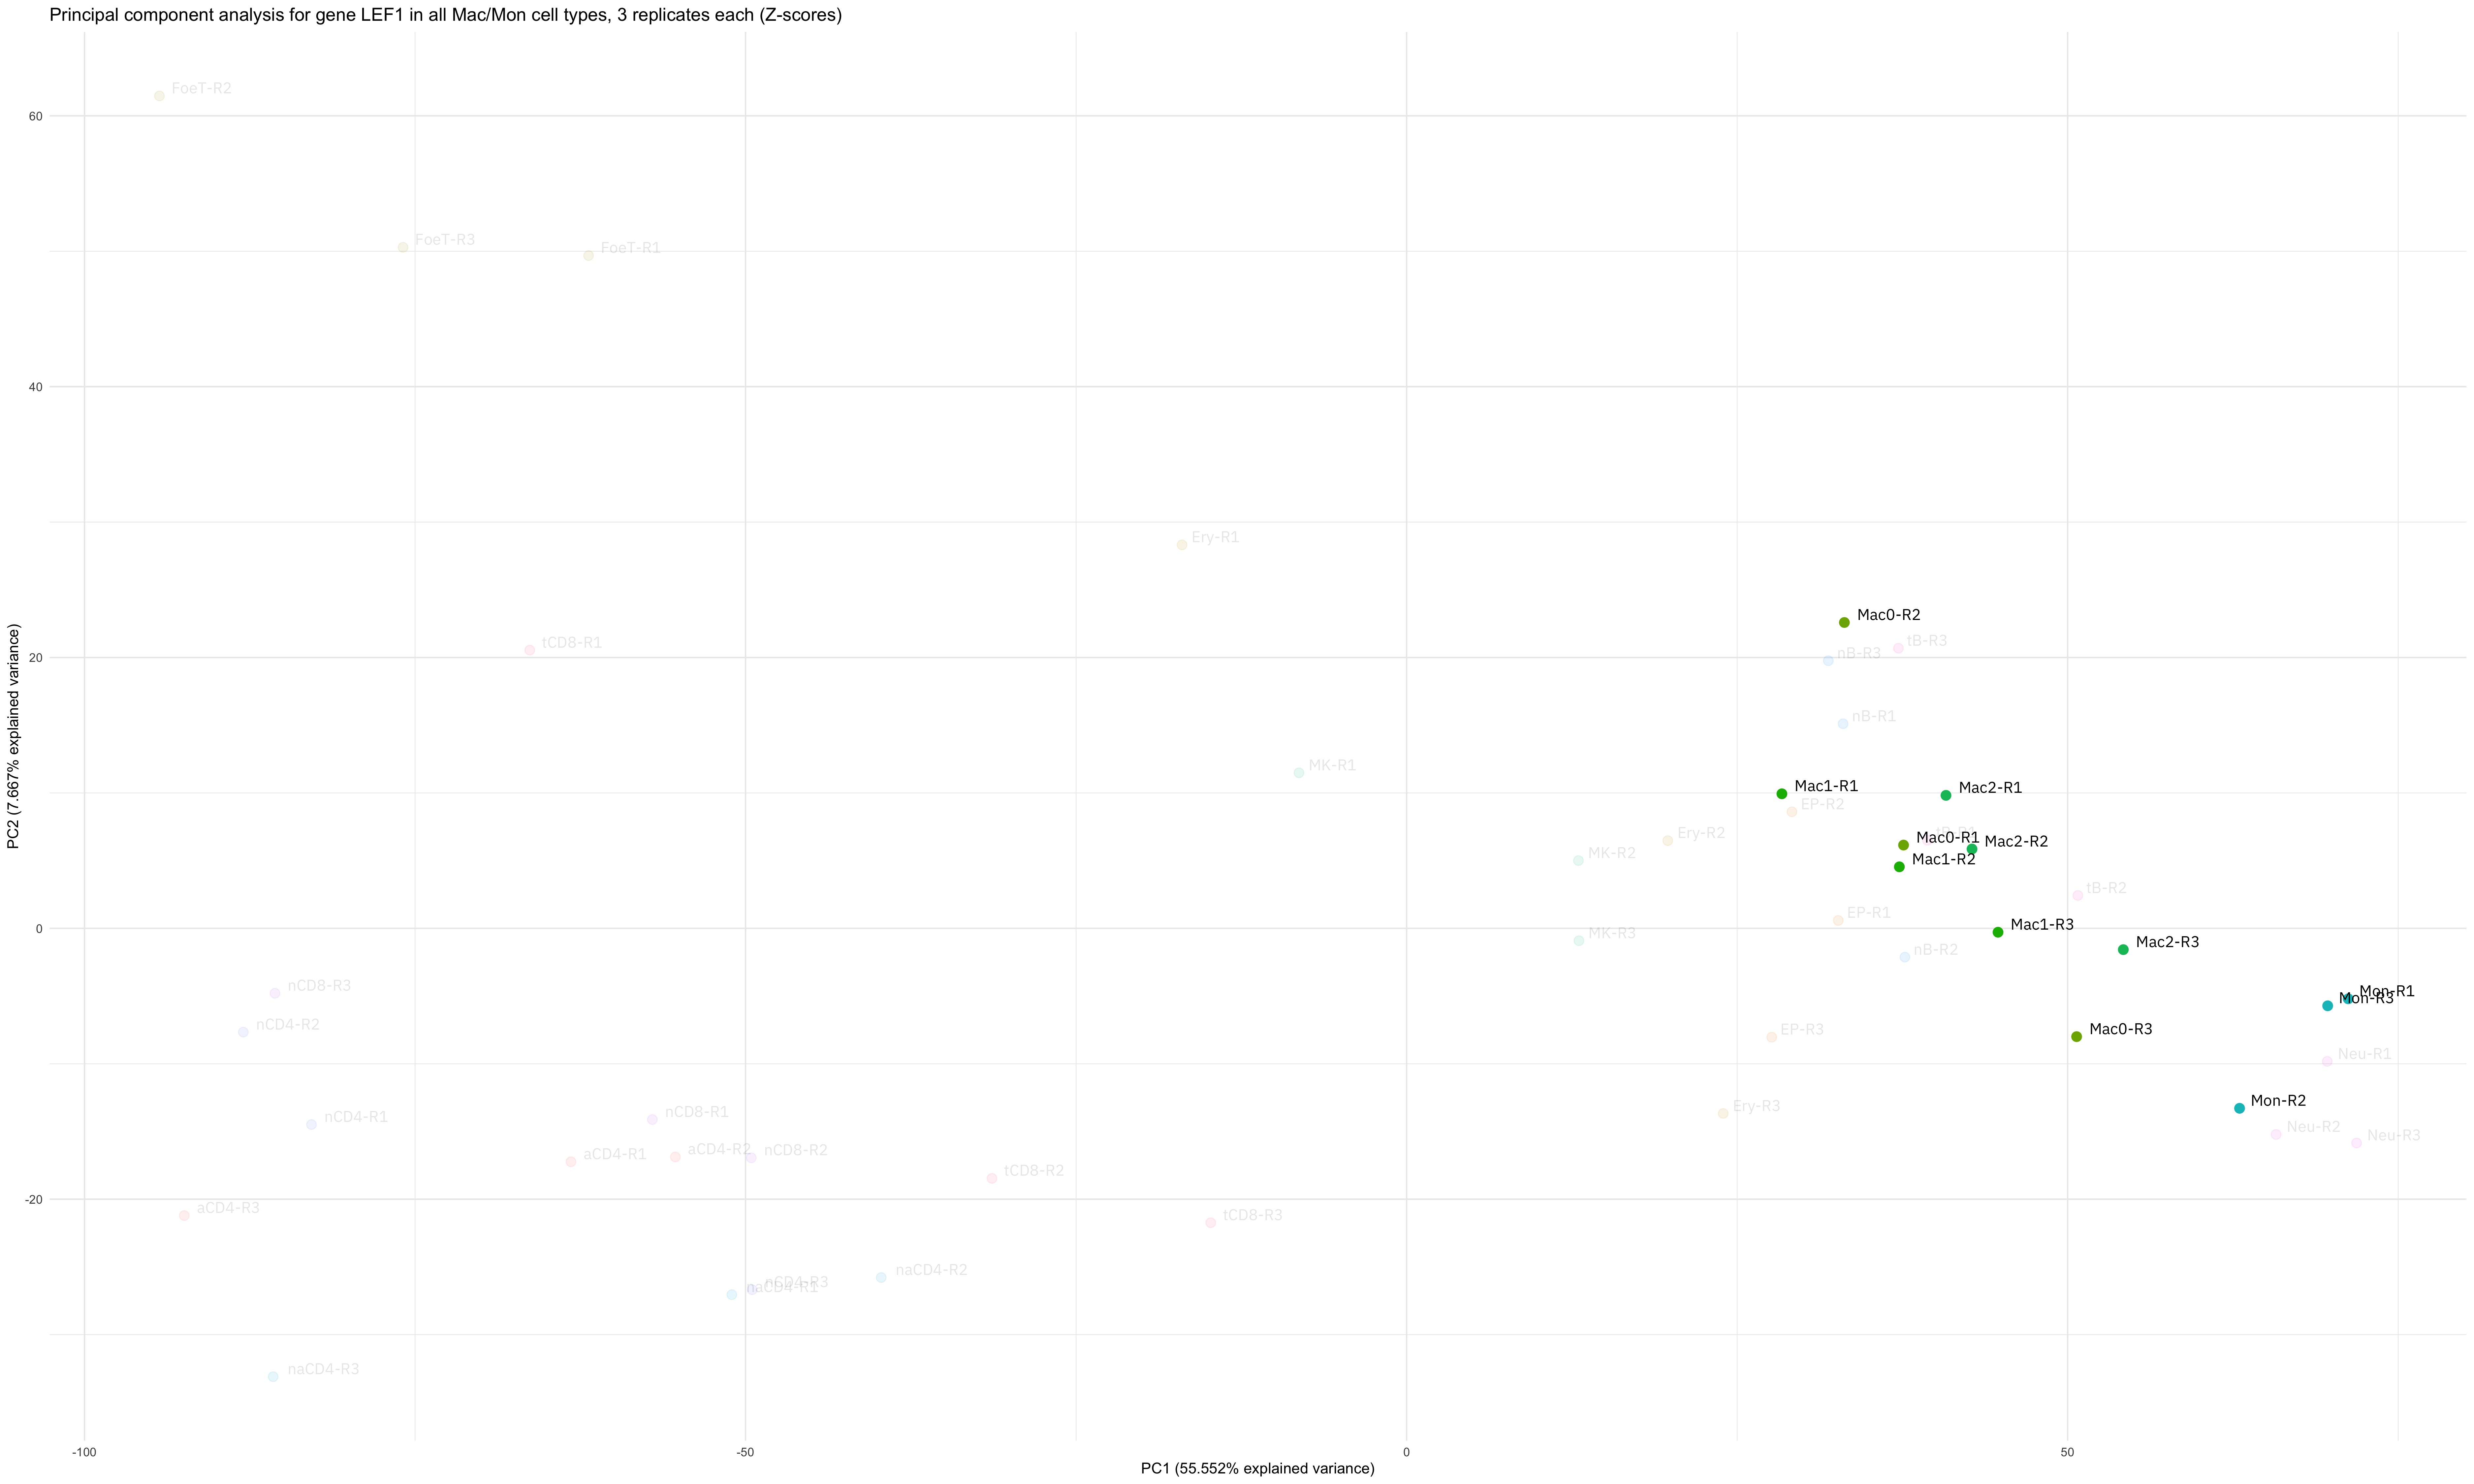 Principal component analysis for gene LEF1 in all Mac/Mon cell types, 3 replicates each (Z-scores)
FoeT-R2
60
FoeT-R3
FoeT-R1
40
Ery-R1
Mac0-R2
tB-R3
tCD8-R1
nB-R3
20
nB-R1
MK-R1
Mac1-R1
Mac2-R1
EP-R2
Ery-R2
Mac0-R1
Mac2-R2
MK-R2
Mac1-R2
tB-R2
EP-R1
Mac1-R3
0
MK-R3
Mac2-R3
nB-R2
nCD8-R3
Mon-R1
Mon-R3
nCD4-R2
EP-R3
Mac0-R3
Neu-R1
Mon-R2
Ery-R3
nCD8-R1
nCD4-R1
Neu-R2
Neu-R3
aCD4-R2
nCD8-R2
aCD4-R1
tCD8-R2
-20
aCD4-R3
tCD8-R3
naCD4-R2
nCD4-R3
naCD4-R1
naCD4-R3
-100
-50
0
50
PC1 (55.552% explained variance)
PC2 (7.667% explained variance)